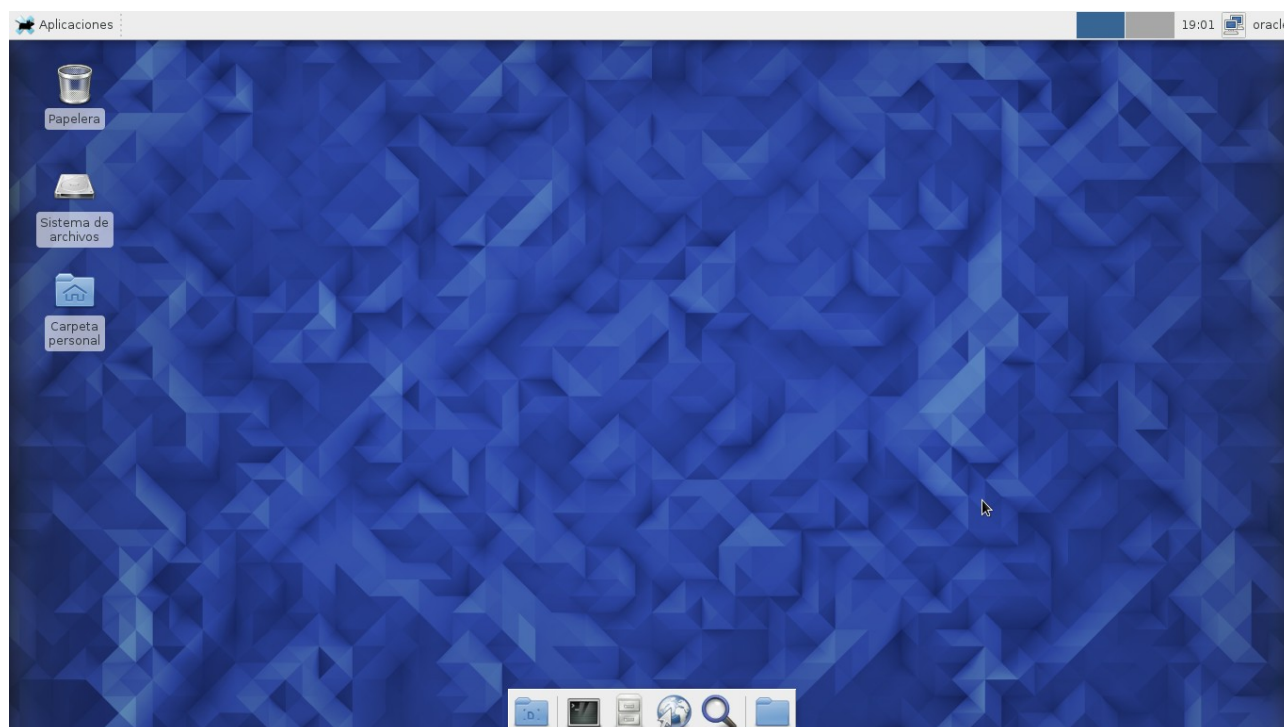 Aplicaciones
19:01
Papelera
Sistema de
archivos
Carpeta
personal